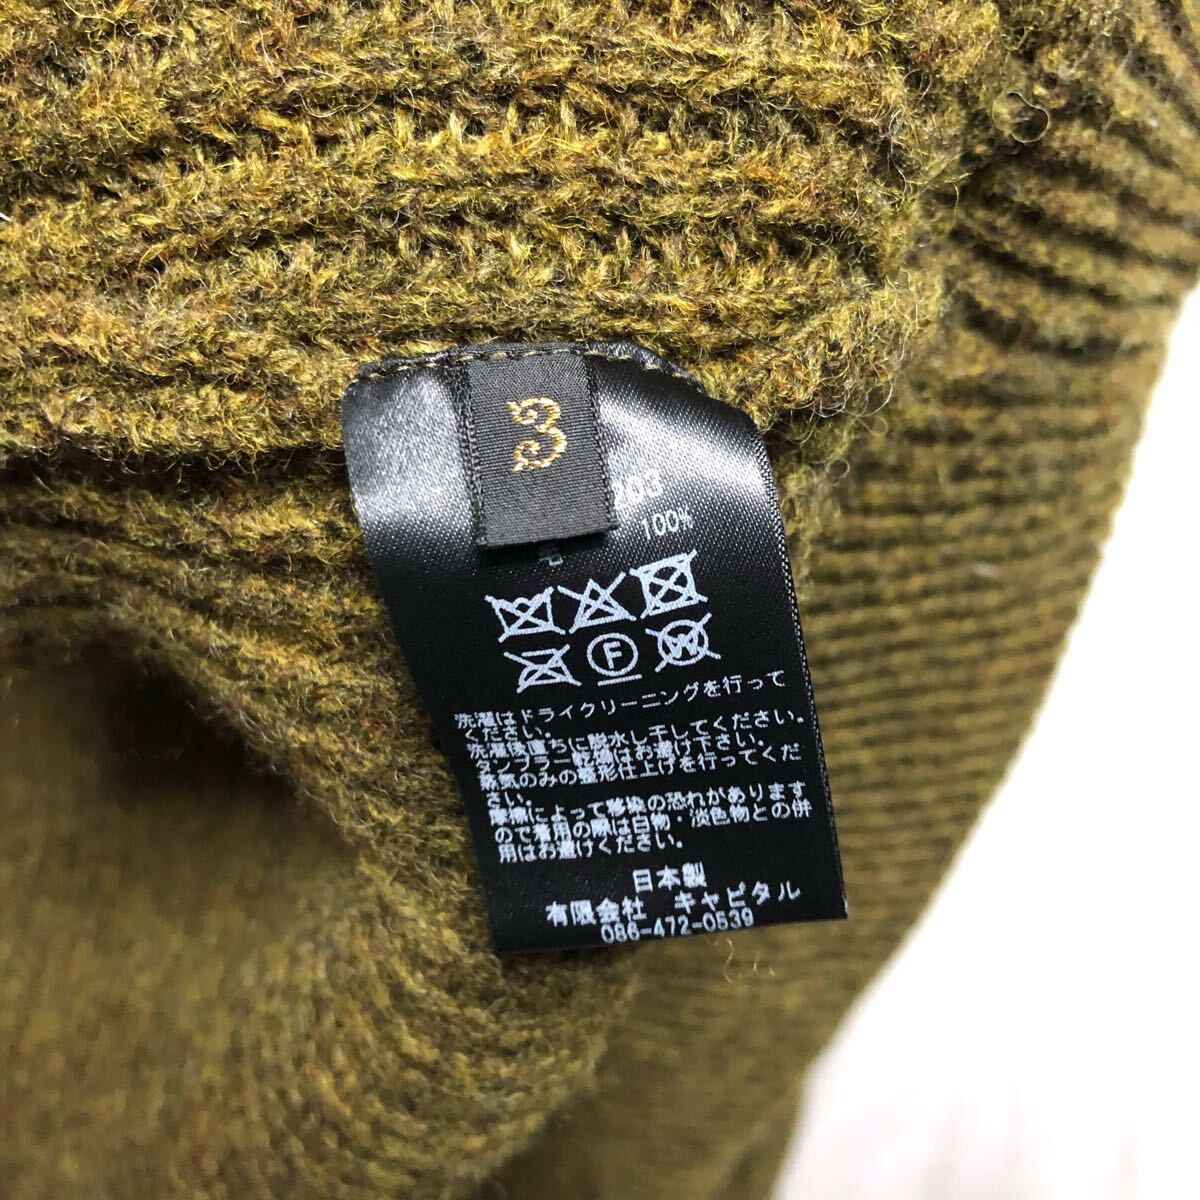 3
903
100%
F
W
洗濯はドライクリーニングを行って
ください。
洗濯後直ちに脱水し干してください。
タンブラー乾燥はお避け下さい。
蒸気のみの整形仕上げを行ってくだ
さい。
摩擦によって移染の恐れがあります
ので着用の際は白物・淡色物との併
用はお避けください。
日本製
有限会社 キャピタル
086-472-0539